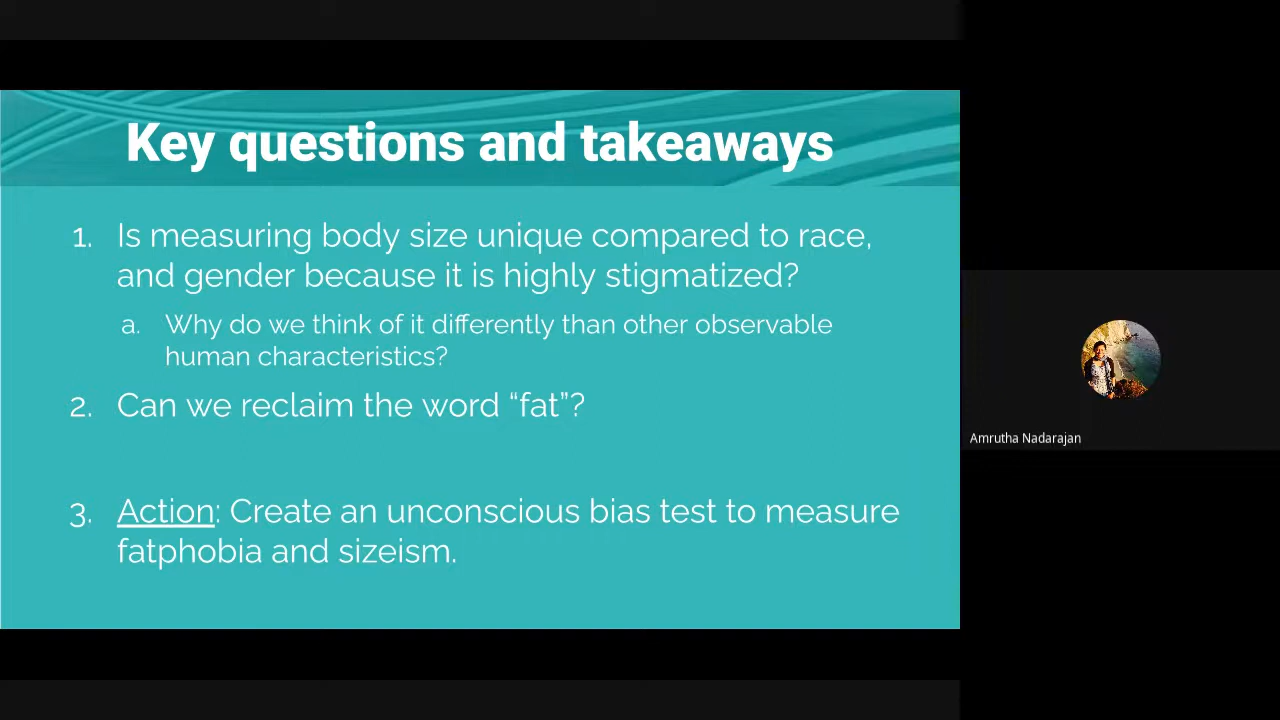 Key questions and takeaways
1. Is measuring body size unique compared to race,
and gender because it is highly stigmatized?
a. Why do we think of it differently than other observable
human characteristics?
2. Can we reclaim the word “fat”?
3. Action: Create an unconscious bias test to measure
fatphobia and sizeism.
Amrutha Nadarajan